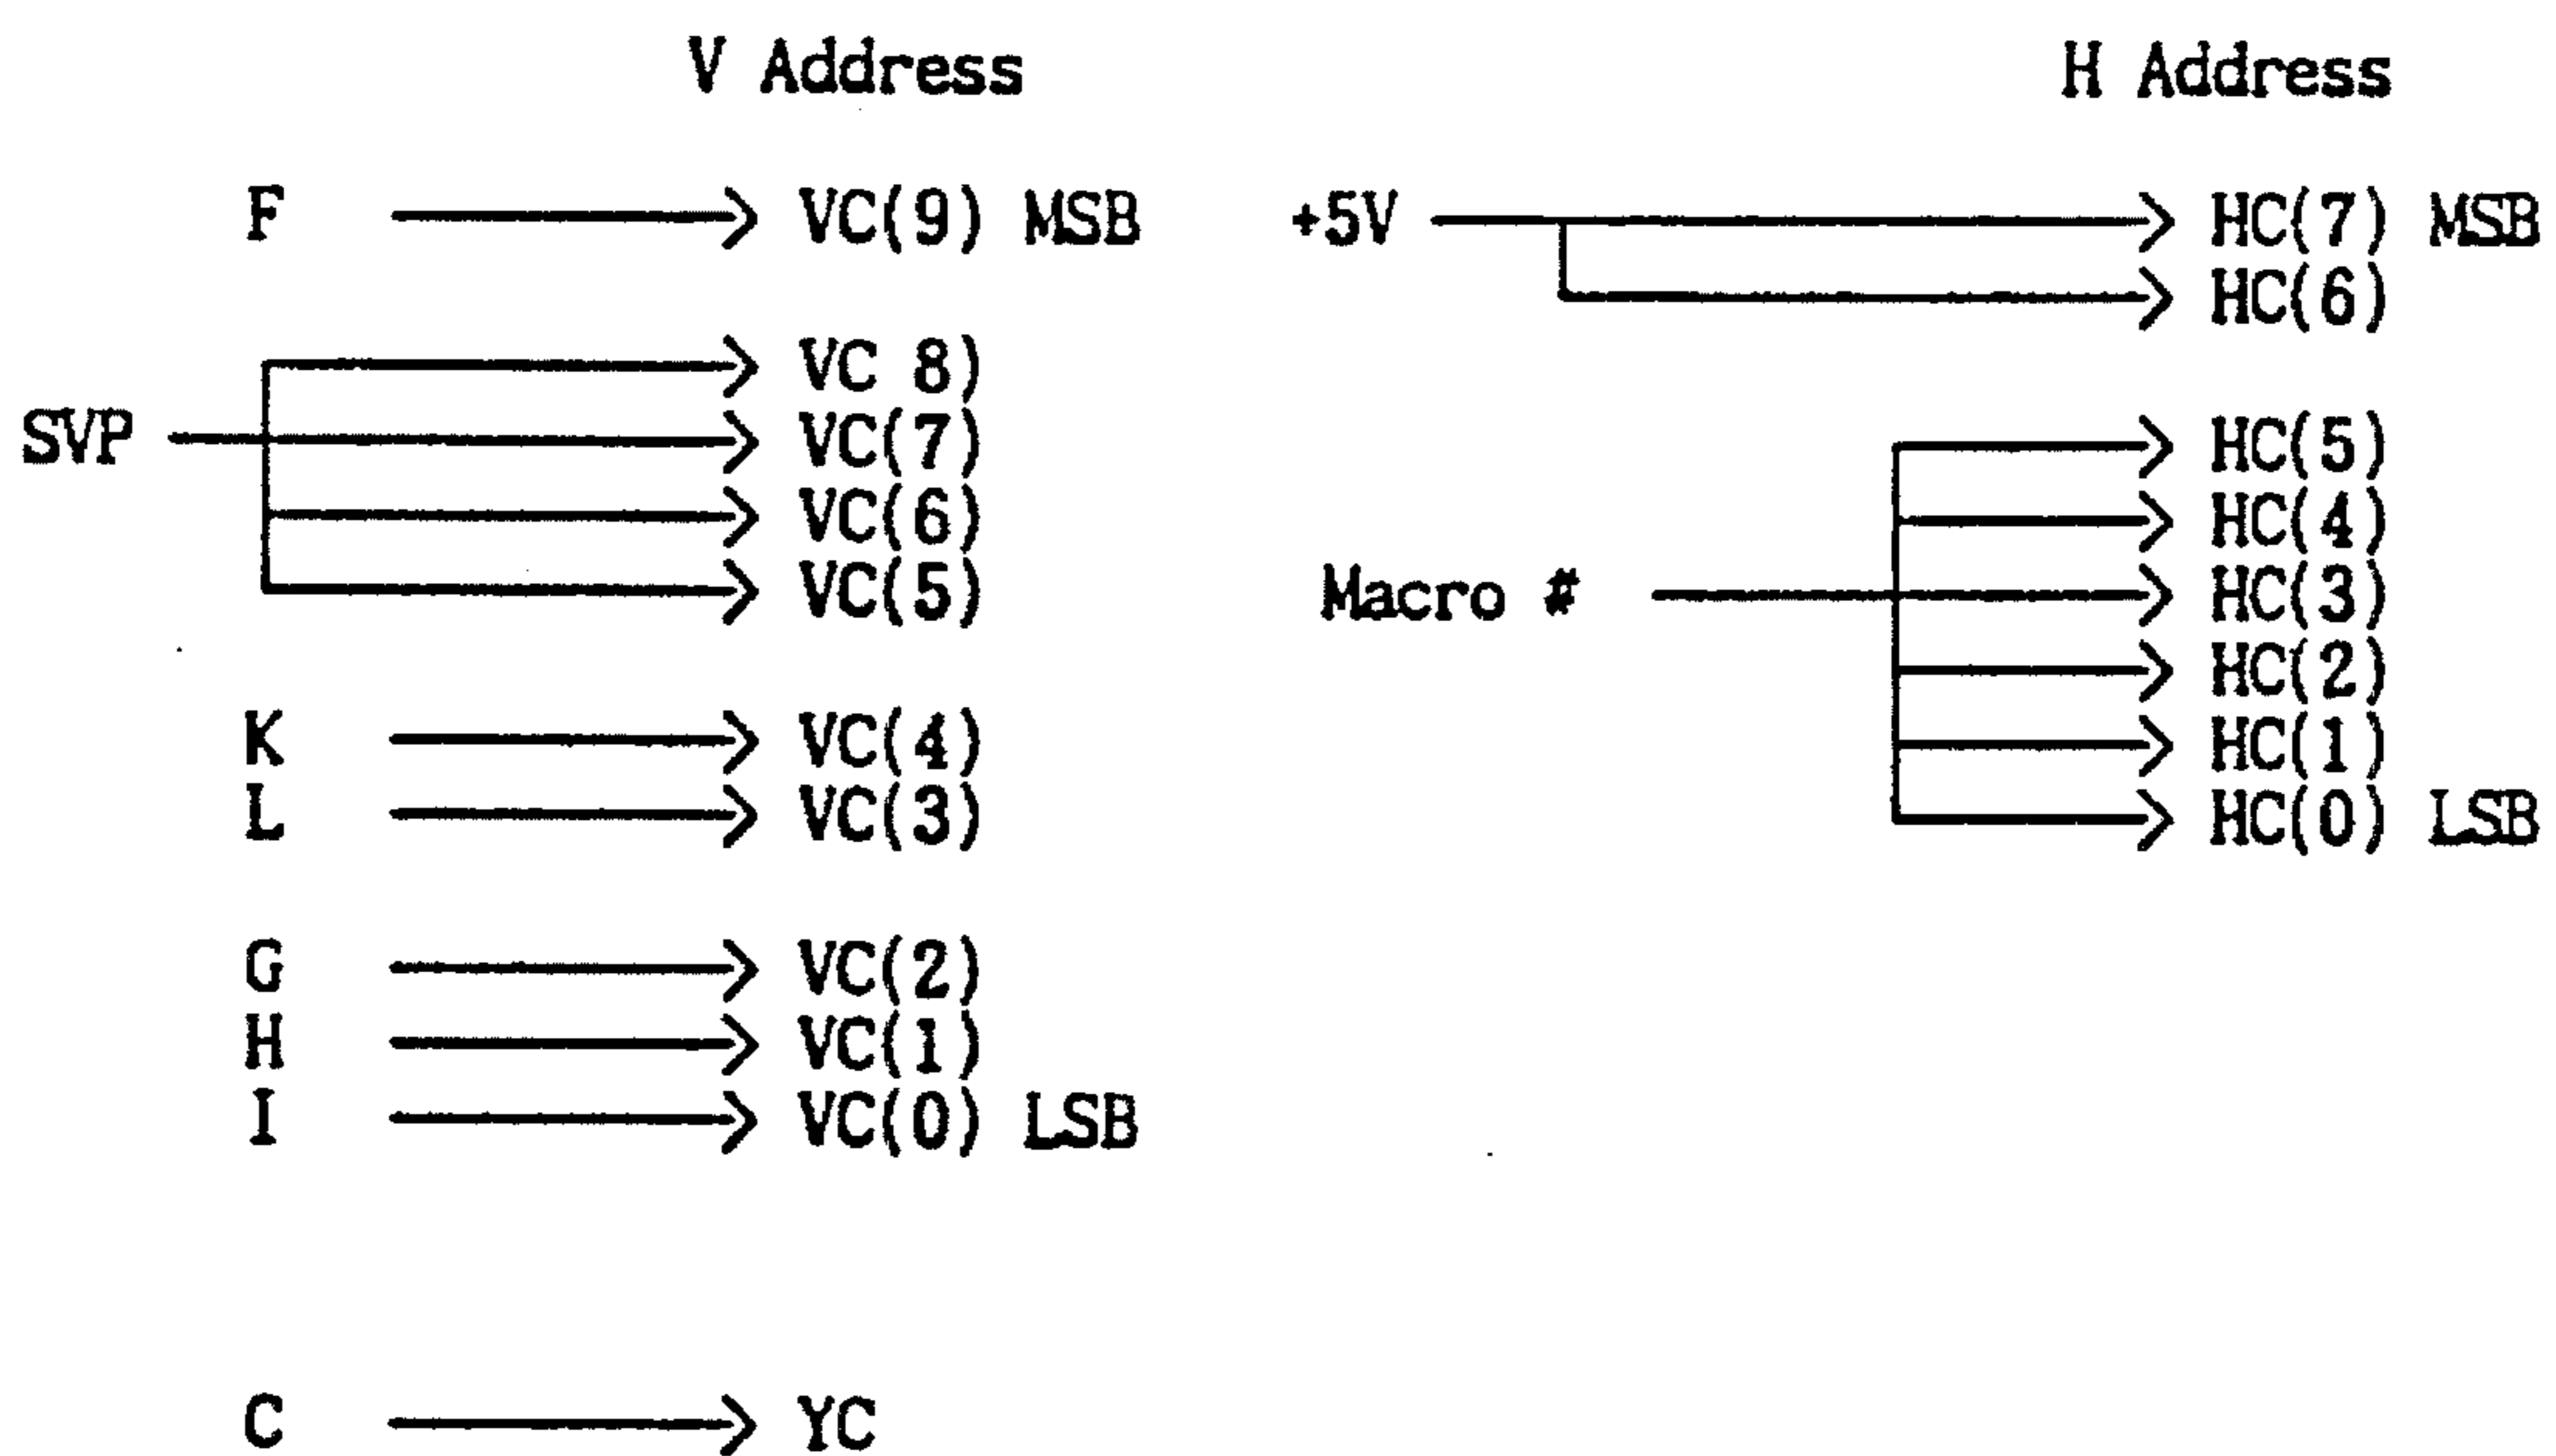 V Address
F VC(9) MSB
SVP
VC 8)
VC(7)
VC(6)
VC(5)
K VC(4)
L VC(3)
G VC(2)
H VC(1)
I VC(0) LSB
C YC
H Address
+5V HC(7) MSB
HC(6)
Macro #
HC(5)
HC(4)
HC(3)
HC(2)
HC(1)
HC(0) LSB